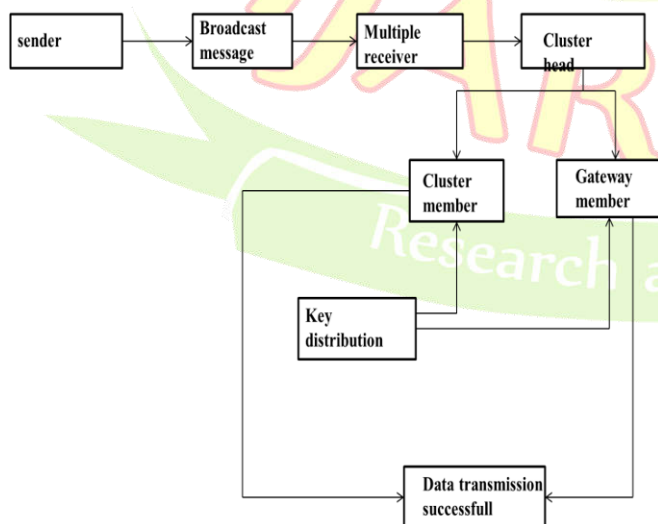 sender
Broadcast
message
Multiple
receiver
Cluster
head
Cluster
member
Gateway
member
Research a
Key
distribution
Data transmission
successfull